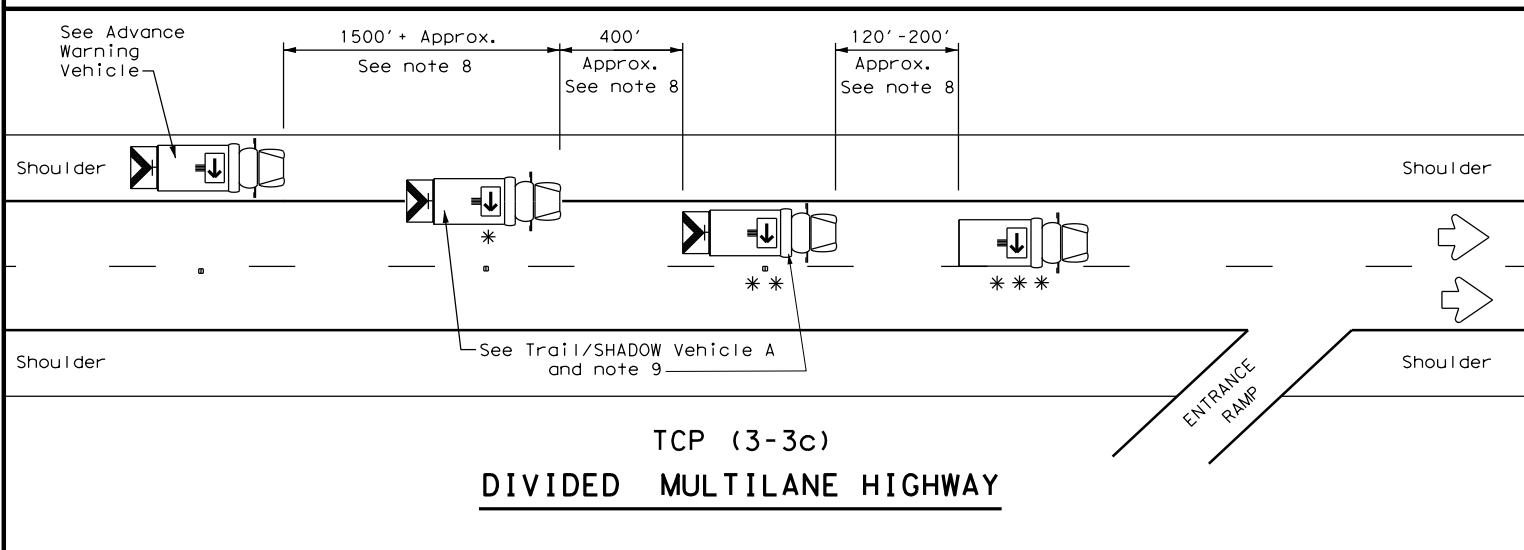 See Advance
Warning
Vehicle
1500'+ Approx.
See note 8
400'
Approx.
See note 8
120'-200'
Approx.
See note 8
Shoulder
Shoulder
*
* *
* * *
See Trail/SHADOW Vehicle A
and note 9
Shoulder
Shoulder
ENTRANCE
RAMP
TCP (3-3c)
DIVIDED MULTILANE HIGHWAY